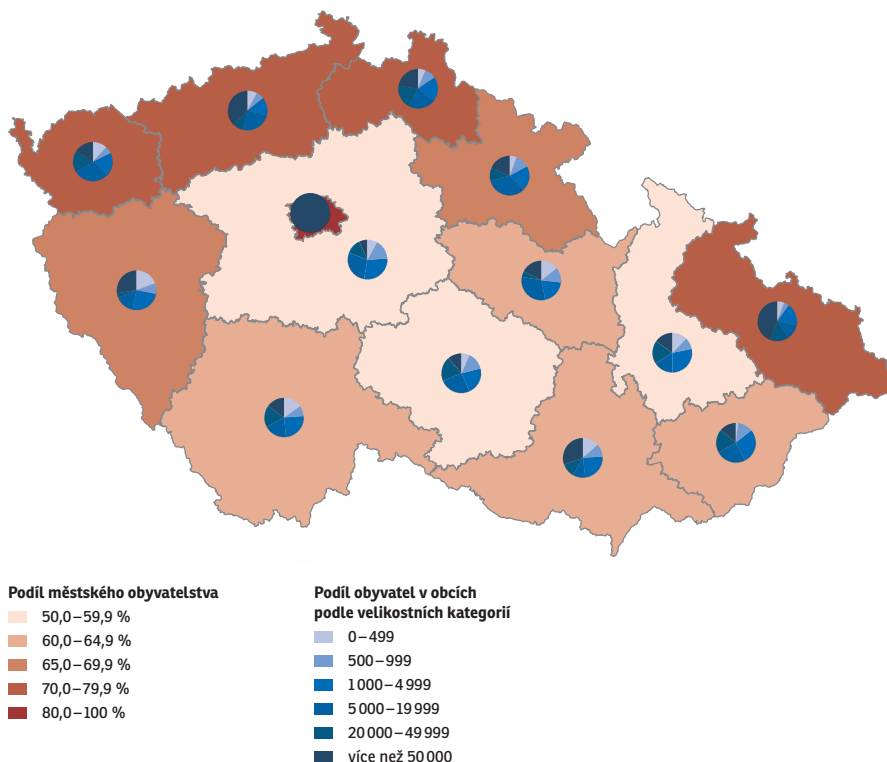 Podíl městského obyvatelstva
50,0–59,9 %
60,0–64,9 %
65,0–69,9 %
70,0–79,9 %
80,0–100 %
Podíl obyvatel v obcích
podle velikostních kategorií
0–499
500–999
1 000–4 999
5 000–19 999
20 000–49 999
více než 50 000